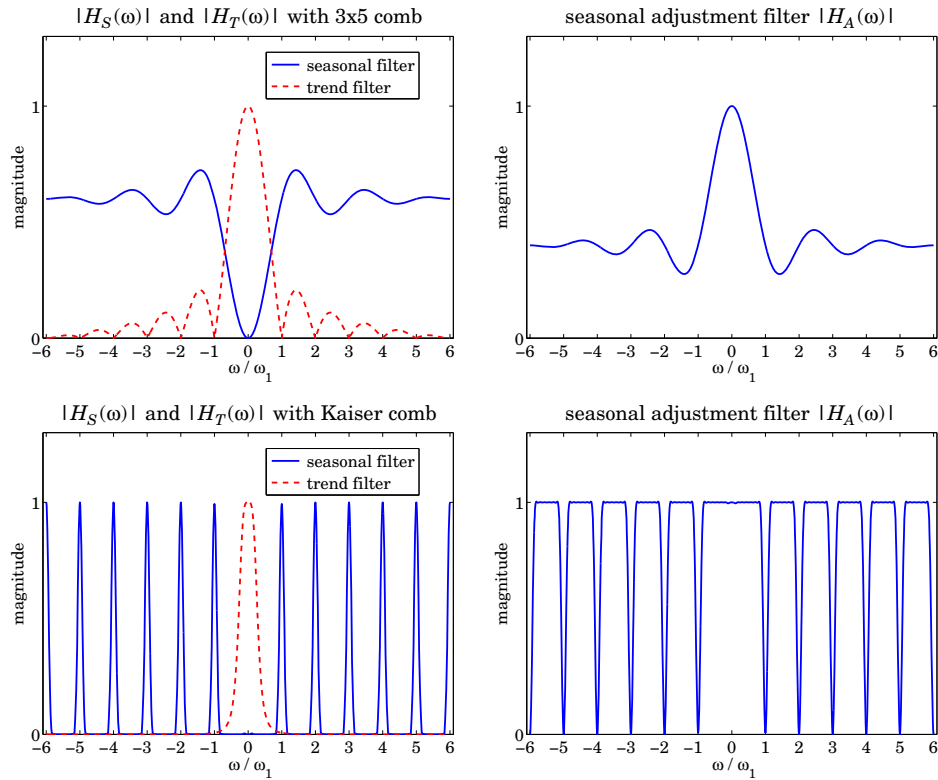 |H_S(ω)| and |H_T(ω)| with 3x5 comb
seasonal filter
trend filter
magnitude
1
0
−6 −5 −4 −3 −2 −1 0 1 2 3 4 5 6
ω / ω_1
seasonal adjustment filter |H_A(ω)|
magnitude
1
0
−6 −5 −4 −3 −2 −1 0 1 2 3 4 5 6
ω / ω_1
|H_S(ω)| and |H_T(ω)| with Kaiser comb
seasonal filter
trend filter
magnitude
1
0
−6 −5 −4 −3 −2 −1 0 1 2 3 4 5 6
ω / ω_1
seasonal adjustment filter |H_A(ω)|
magnitude
1
0
−6 −5 −4 −3 −2 −1 0 1 2 3 4 5 6
ω / ω_1